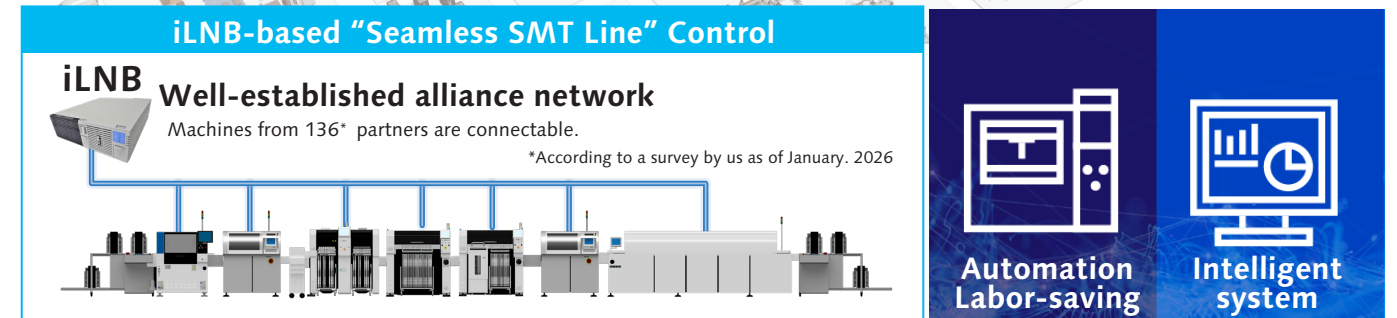 iLNB-based “Seamless SMT Line” Control
iLNB
Well-established alliance network
Machines from 136* partners are connectable.
*According to a survey by us as of January. 2026
Automation
Labor-saving
Intelligent
system